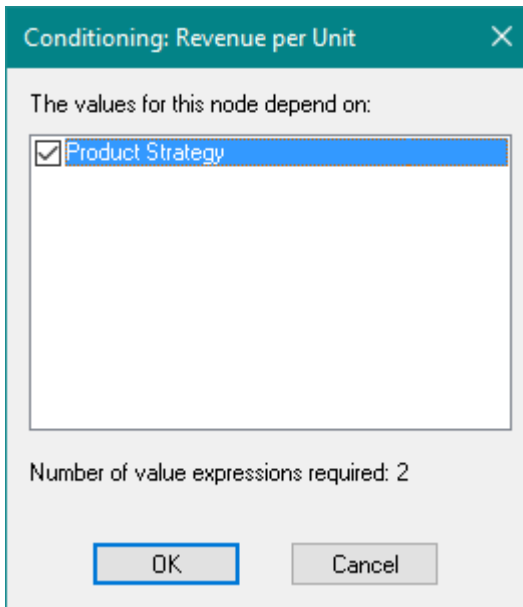 Conditioning: Revenue per Unit
The values for this node depend on:
Product Strategy
Number of value expressions required: 2
OK
Cancel